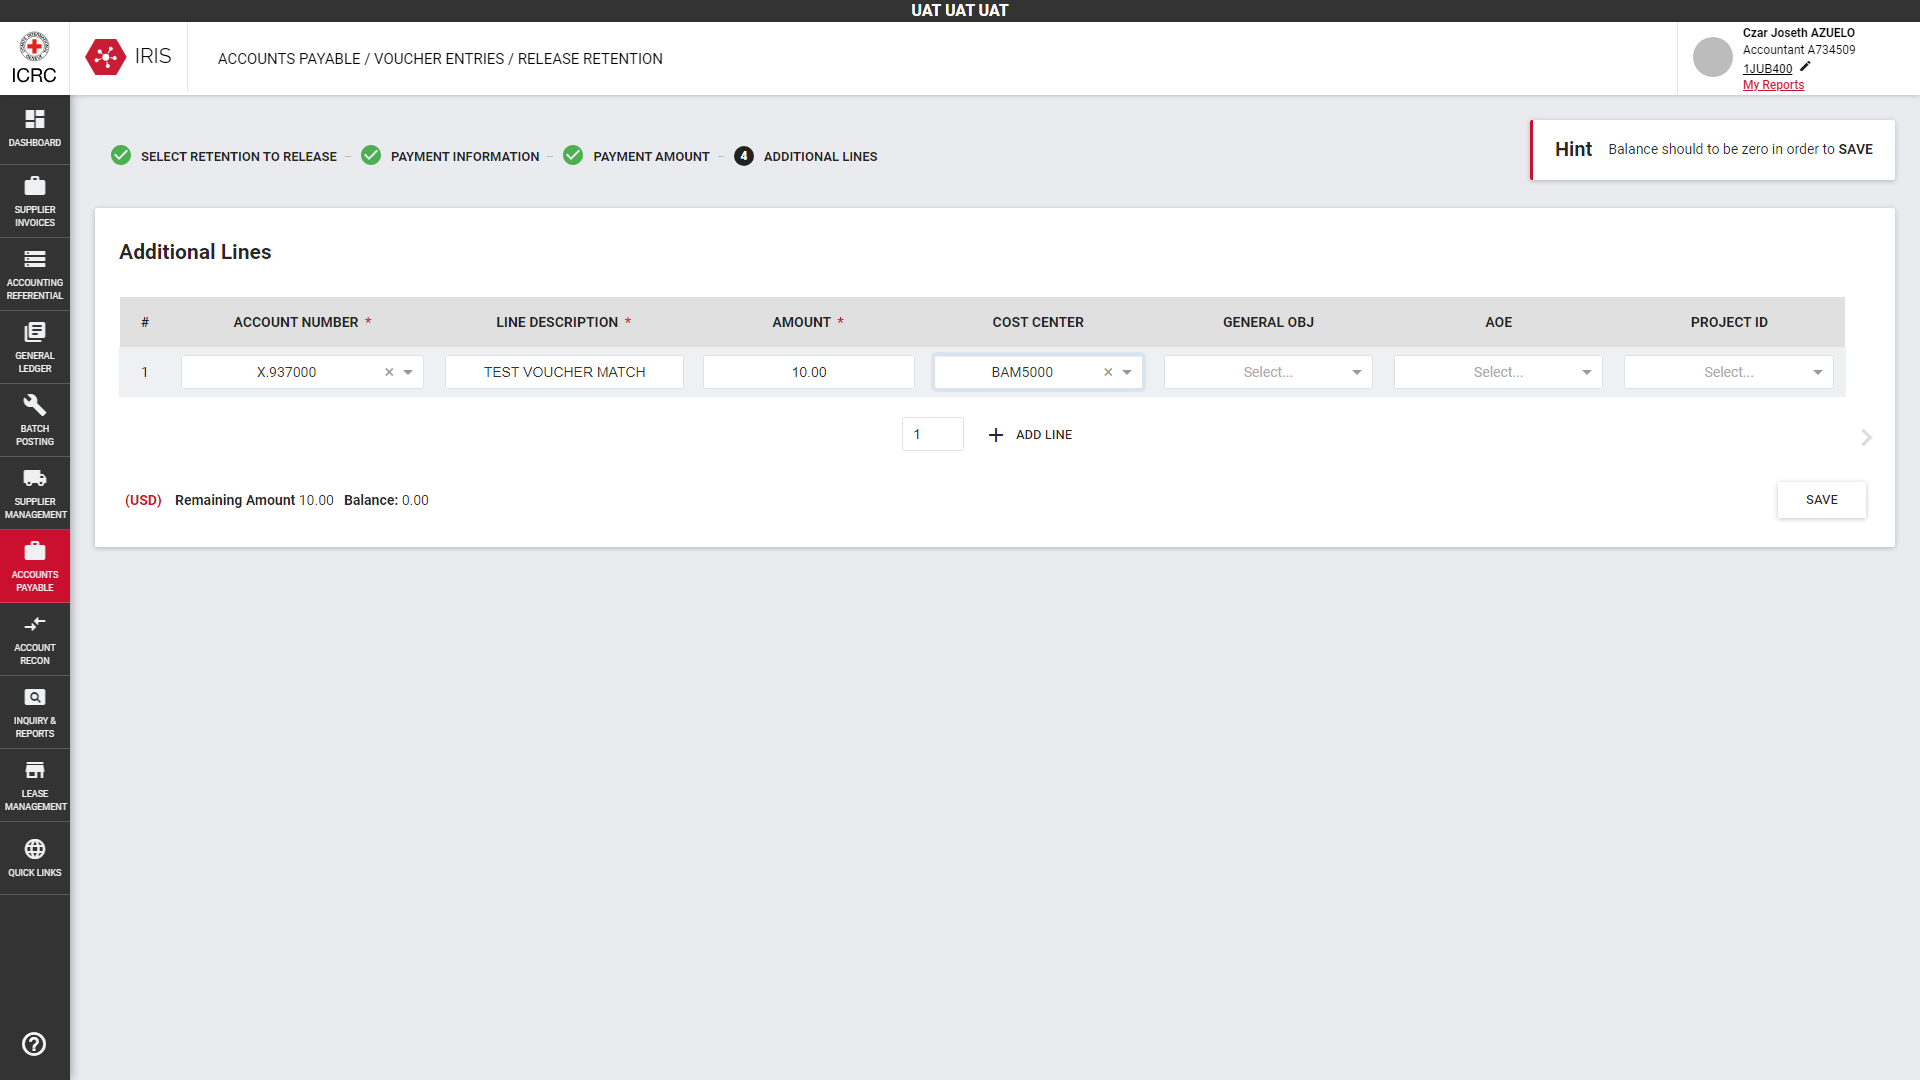 UAT UAT UAT
ICRC
IRIS
ACCOUNTS PAYABLE / VOUCHER ENTRIES / RELEASE RETENTION
Czar Joseth AZUELO
Accountant A734509
1JUB400
My Reports
DASHBOARD
SUPPLIER
INVOICES
ACCOUNTING
REFERENTIAL
GENERAL
LEDGER
BATCH
POSTING
SUPPLIER
MANAGEMENT
ACCOUNTS
PAYABLE
ACCOUNT
RECON
INQUIRY &
REPORTS
LEASE
MANAGEMENT
QUICK LINKS
SELECT RETENTION TO RELEASE – PAYMENT INFORMATION – PAYMENT AMOUNT – 4 ADDITIONAL LINES
Hint Balance should to be zero in order to SAVE
Additional Lines
# ACCOUNT NUMBER * LINE DESCRIPTION * AMOUNT * COST CENTER GENERAL OBJ AOE PROJECT ID
1 X.937000 TEST VOUCHER MATCH 10.00 BAM5000 Select... Select... Select...
1 ADD LINE
(USD) Remaining Amount 10.00 Balance: 0.00
SAVE